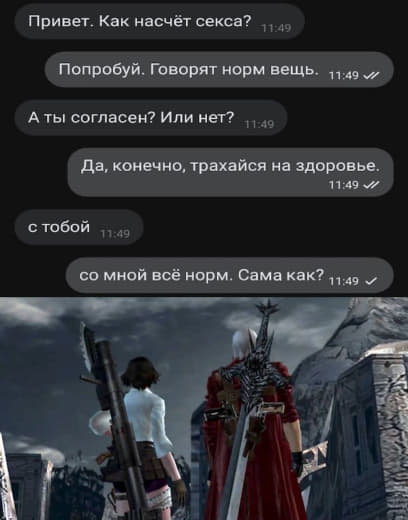 Привет. Как насчёт секса? 11:49
Попробуй. Говорят норм вещь. 11:49
А ты согласен? Или нет? 11:49
Да, конечно, трахайся на здоровье.
11:49
с тобой 11:49
со мной всё норм. Сама как? 11:49